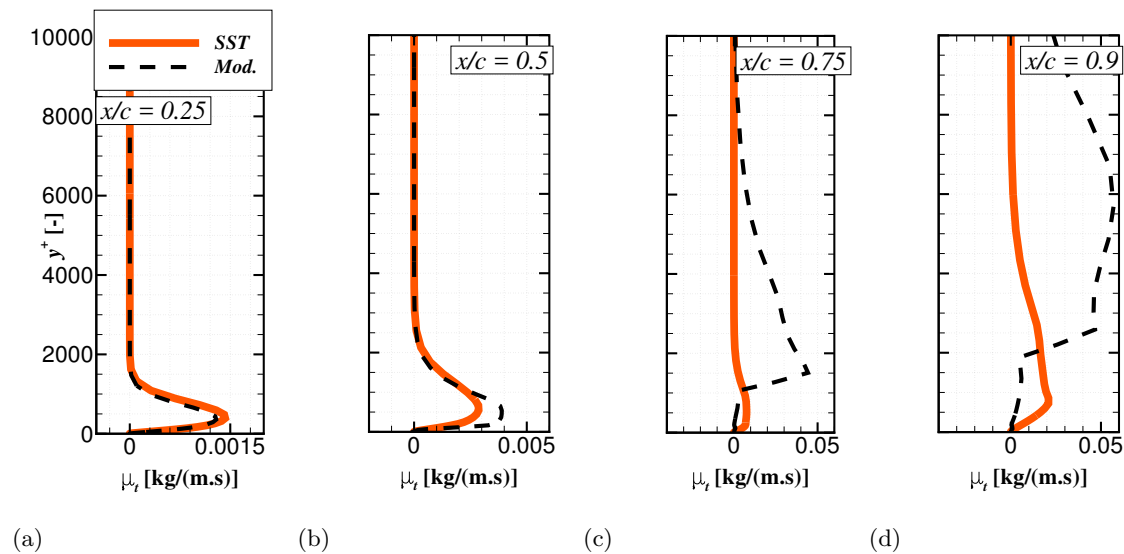 SST
Mod.
x/c = 0.25
x/c = 0.5
x/c = 0.75
x/c = 0.9
10000
8000
6000
4000
2000
0
y⁺ [-]
0 0.0015
0 0.005
0 0.05
0 0.05
μₜ [kg/(m.s)]
μₜ [kg/(m.s)]
μₜ [kg/(m.s)]
μₜ [kg/(m.s)]
(a) (b) (c) (d)